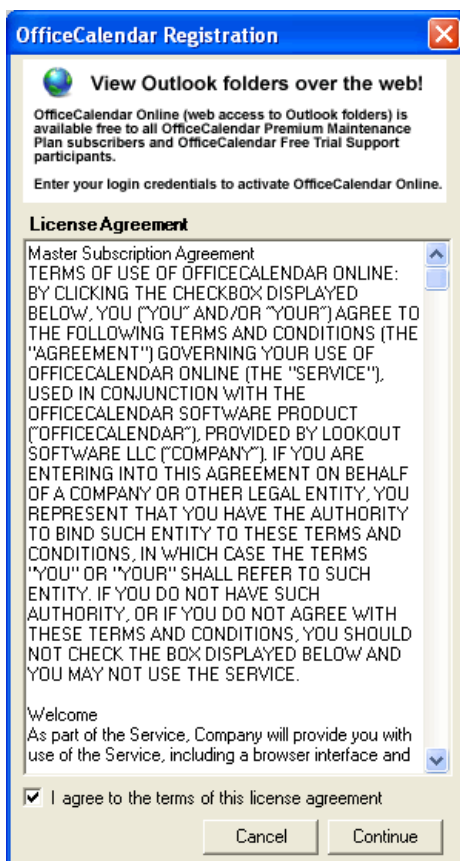 OfficeCalendar Registration
View Outlook folders over the web!
OfficeCalendar Online (web access to Outlook folders) is
available free to all OfficeCalendar Premium Maintenance
Plan subscribers and OfficeCalendar Free Trial Support
participants.
Enter your login credentials to activate OfficeCalendar Online.
License Agreement
Master Subscription Agreement
TERMS OF USE OF OFFICECALENDAR ONLINE:
BY CLICKING THE CHECKBOX DISPLAYED
BELOW, YOU ("YOU" AND/OR "YOUR") AGREE TO
THE FOLLOWING TERMS AND CONDITIONS (THE
"AGREEMENT") GOVERNING YOUR USE OF
OFFICECALENDAR ONLINE (THE "SERVICE"),
USED IN CONJUNCTION WITH THE
OFFICECALENDAR SOFTWARE PRODUCT
("OFFICECALENDAR"), PROVIDED BY LOOKOUT
SOFTWARE LLC ("COMPANY"). IF YOU ARE
ENTERING INTO THIS AGREEMENT ON BEHALF
OF A COMPANY OR OTHER LEGAL ENTITY, YOU
REPRESENT THAT YOU HAVE THE AUTHORITY
TO BIND SUCH ENTITY TO THESE TERMS AND
CONDITIONS, IN WHICH CASE THE TERMS
"YOU" OR "YOUR" SHALL REFER TO SUCH
ENTITY. IF YOU DO NOT HAVE SUCH
AUTHORITY, OR IF YOU DO NOT AGREE WITH
THESE TERMS AND CONDITIONS, YOU SHOULD
NOT CHECK THE BOX DISPLAYED BELOW AND
YOU MAY NOT USE THE SERVICE.
Welcome
As part of the Service, Company will provide you with
use of the Service, including a browser interface and
I agree to the terms of this license agreement
Cancel Continue